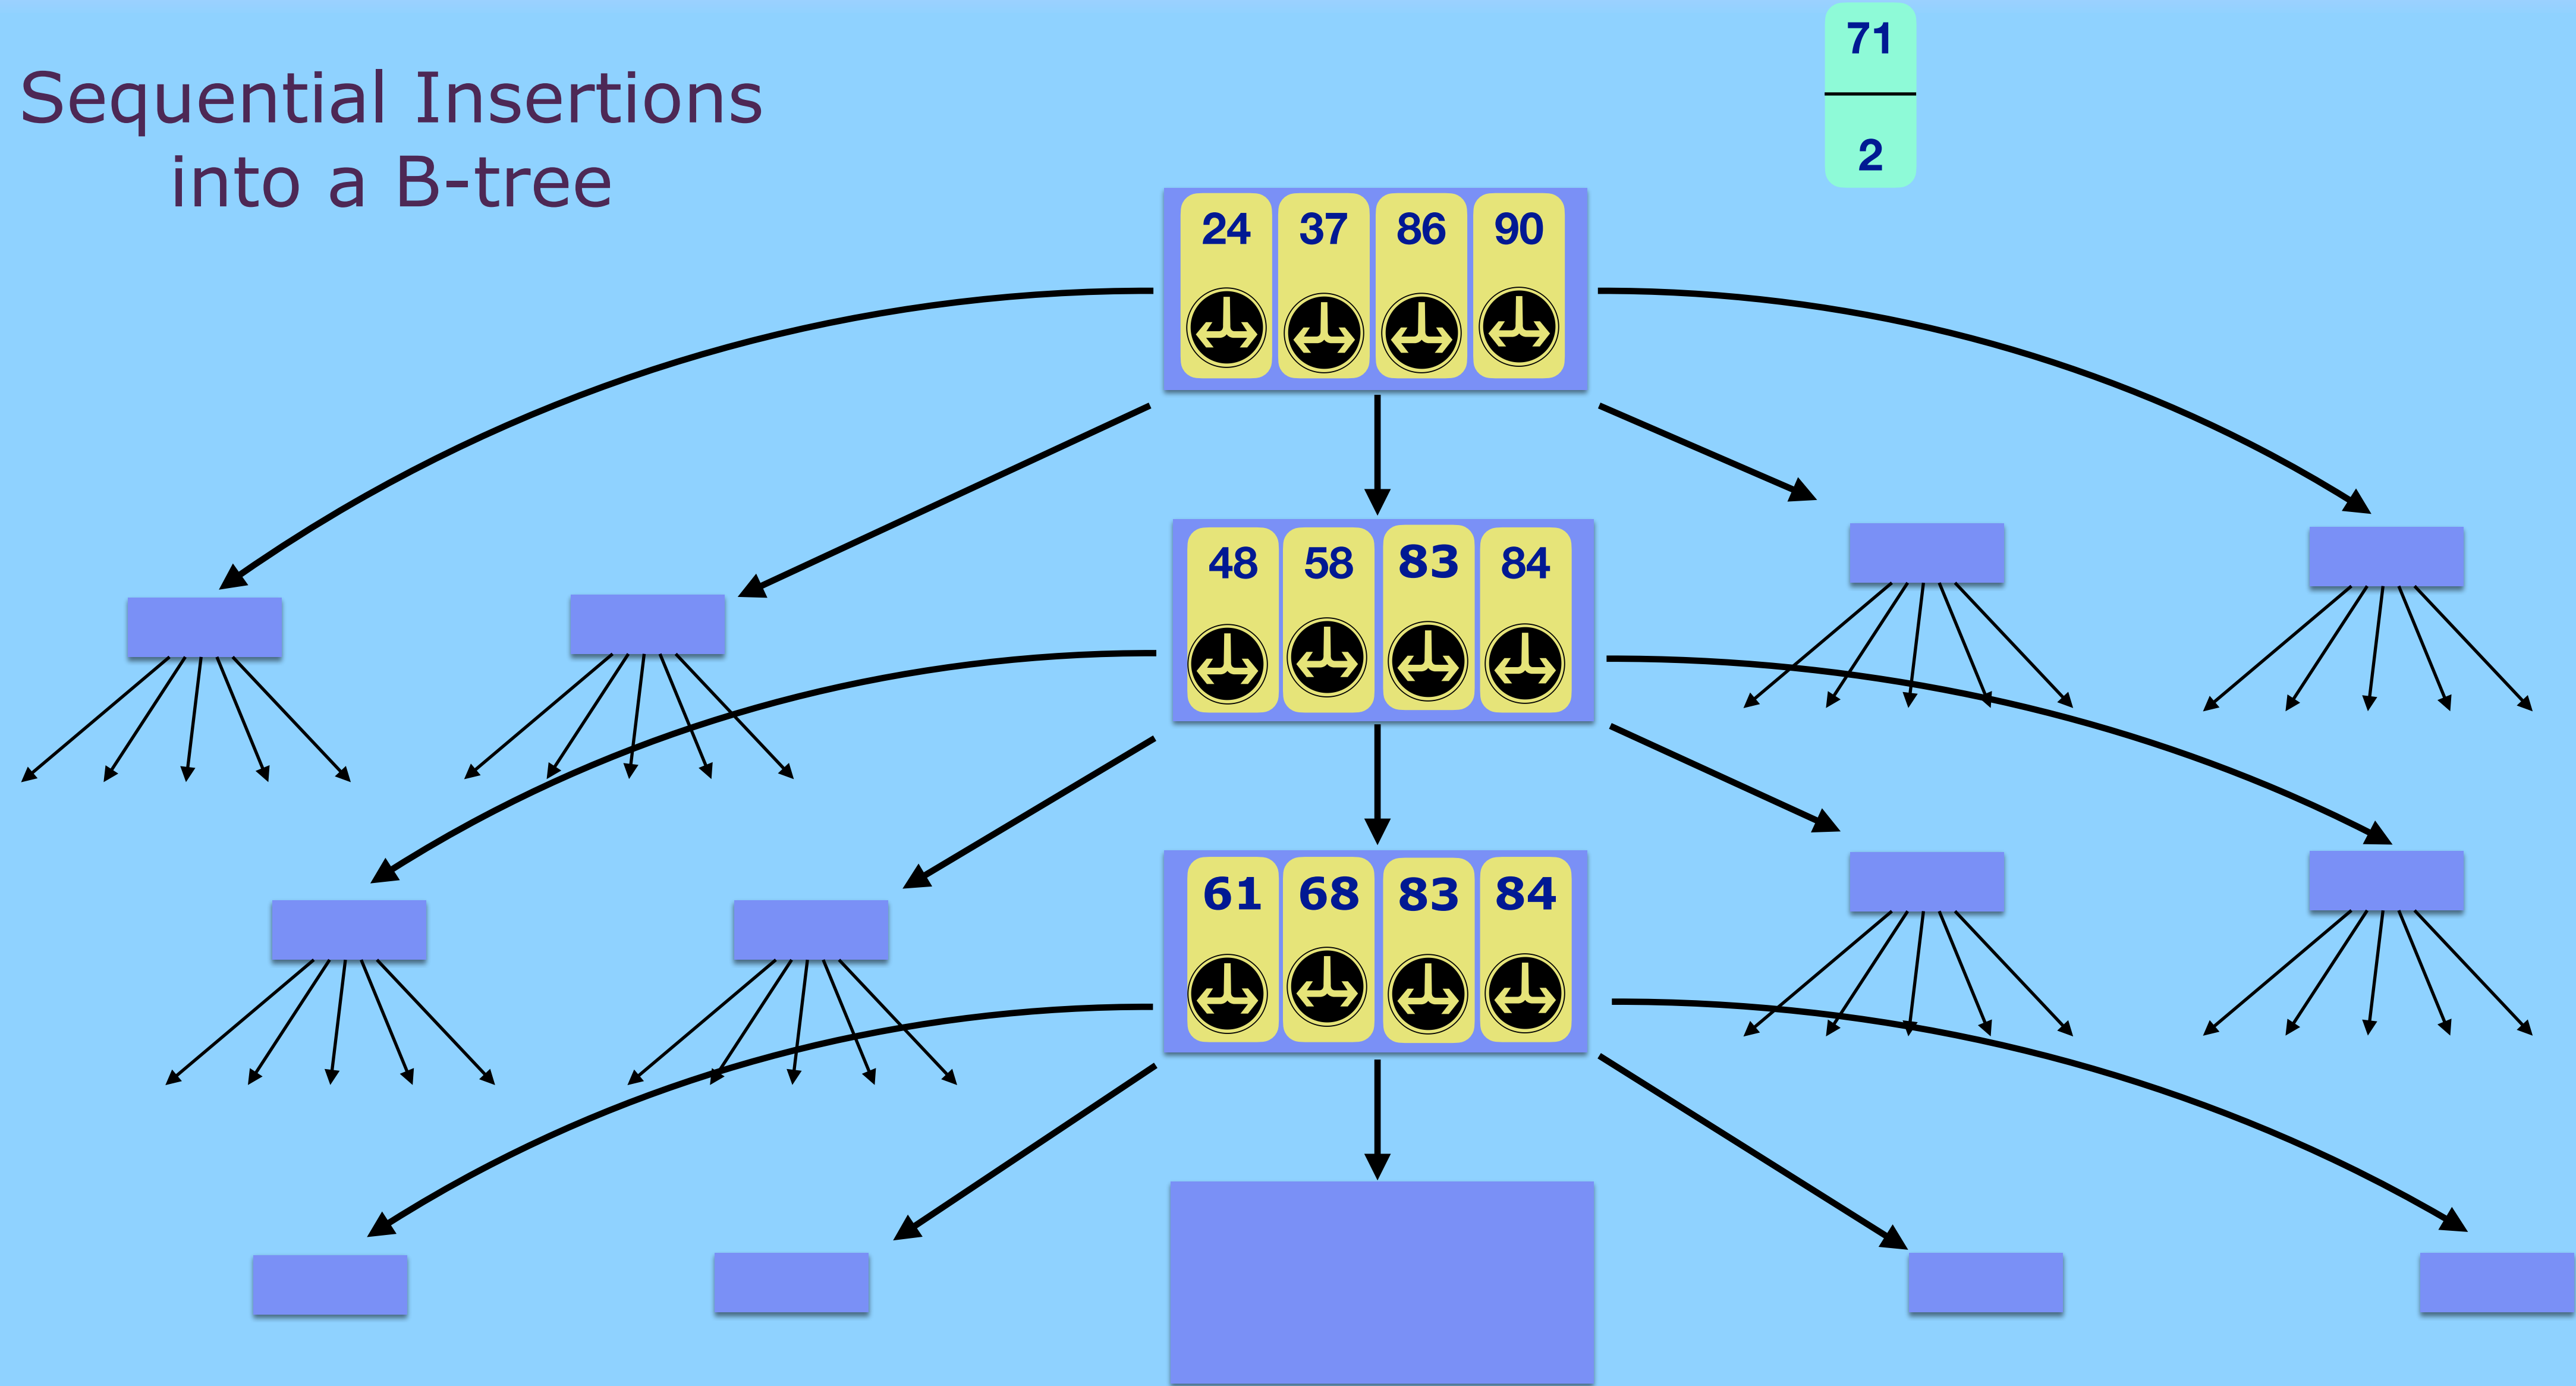 71
2
Sequential Insertions
into a B-tree
24 37 86 90
48 58 83 84
61 68 83 84